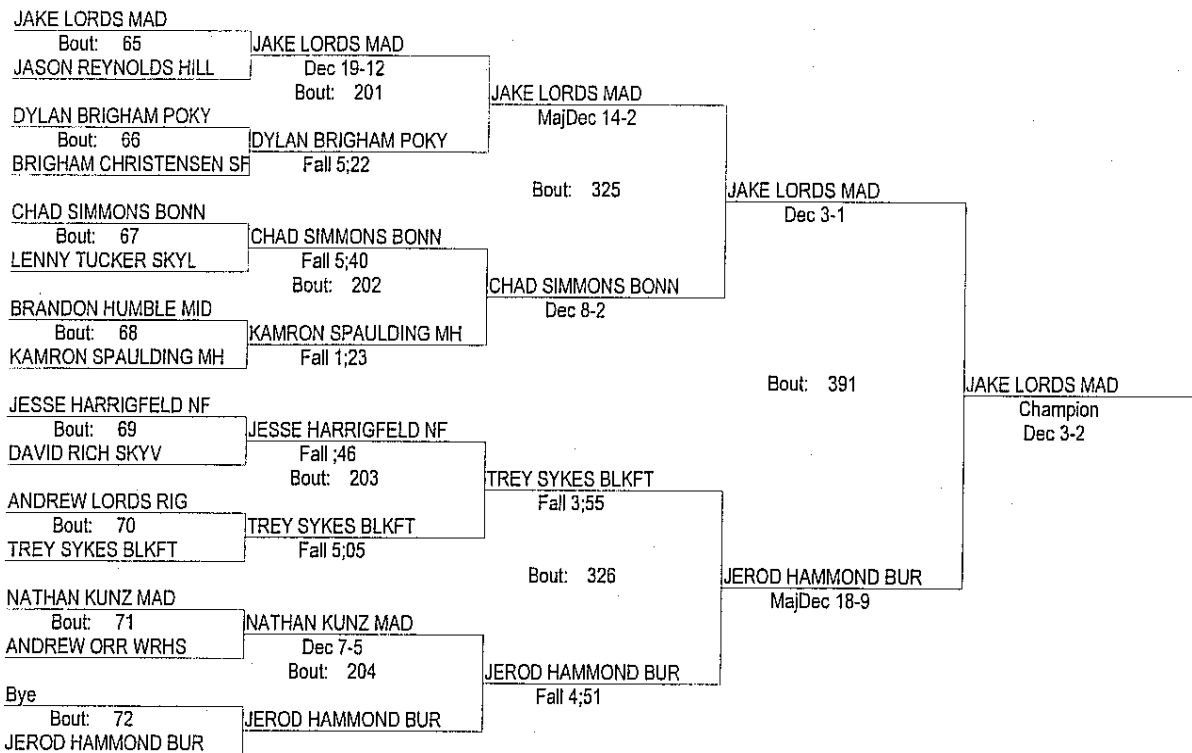 JAKE LORDS MAD
Bout: 65
JASON REYNOLDS HILL
DYLAN BRIGHAM POKY
Bout: 66
BRIGHAM CHRISTENSEN SF
CHAD SIMMONS BONN
Bout: 67
LENNY TUCKER SKYL
BRANDON HUMBLE MID
Bout: 68
KAMRON SPAULDING MH
JESSE HARRIGFELD NF
Bout: 69
DAVID RICH SKYV
ANDREW LORDS RIG
Bout: 70
TREY SYKES BLKFT
NATHAN KUNZ MAD
Bout: 71
ANDREW ORR WRHS
Bye
Bout: 72
JEROD HAMMOND BUR
JAKE LORDS MAD
Dec 19-12
Bout: 201
DYLAN BRIGHAM POKY
Fall 5;22
CHAD SIMMONS BONN
Fall 5;40
Bout: 202
KAMRON SPAULDING MH
Fall 1;23
JESSE HARRIGFELD NF
Fall ;46
Bout: 203
TREY SYKES BLKFT
Fall 5;05
NATHAN KUNZ MAD
Dec 7-5
Bout: 204
JEROD HAMMOND BUR
JAKE LORDS MAD
MajDec 14-2
Bout: 325
CHAD SIMMONS BONN
Dec 8-2
TREY SYKES BLKFT
Fall 3;55
Bout: 326
JEROD HAMMOND BUR
Fall 4;51
JAKE LORDS MAD
Dec 3-1
Bout: 391
JEROD HAMMOND BUR
MajDec 18-9
JAKE LORDS MAD
Champion
Dec 3-2